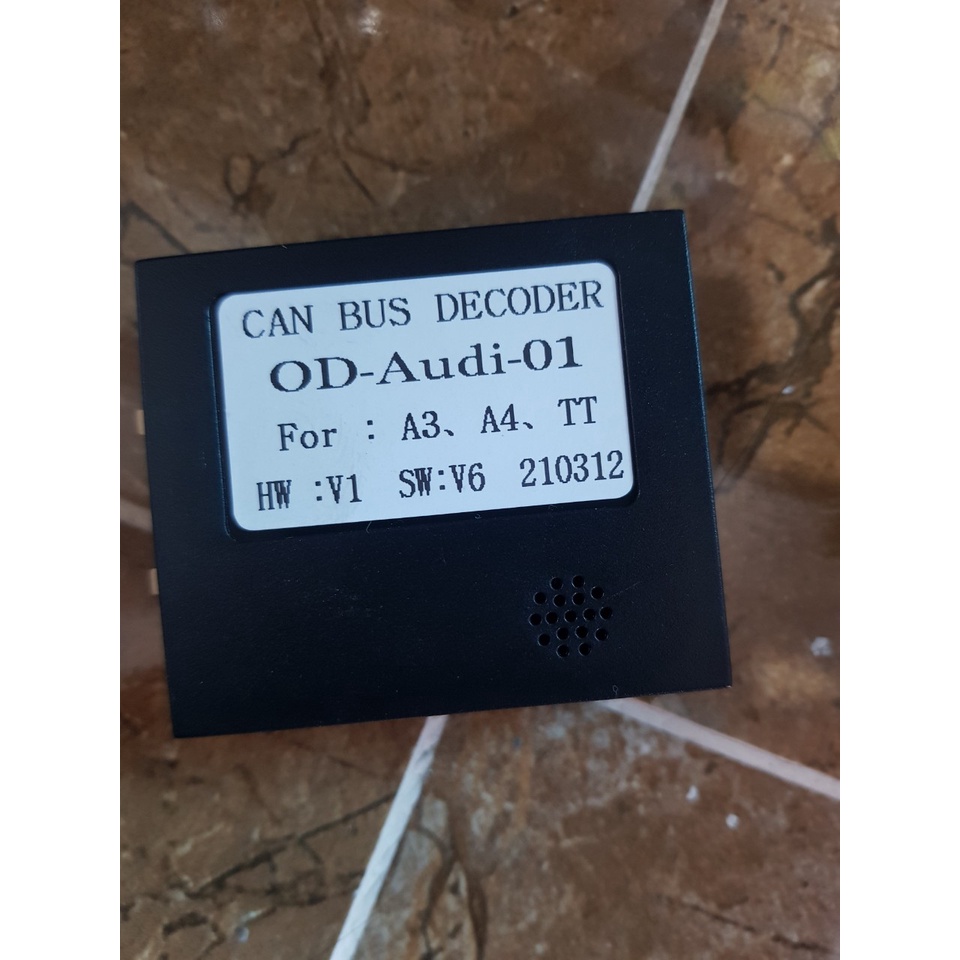 CAN BUS DECODER
OD-Audi-01
For : A3、A4、TT
HW :V1 SW:V6 210312